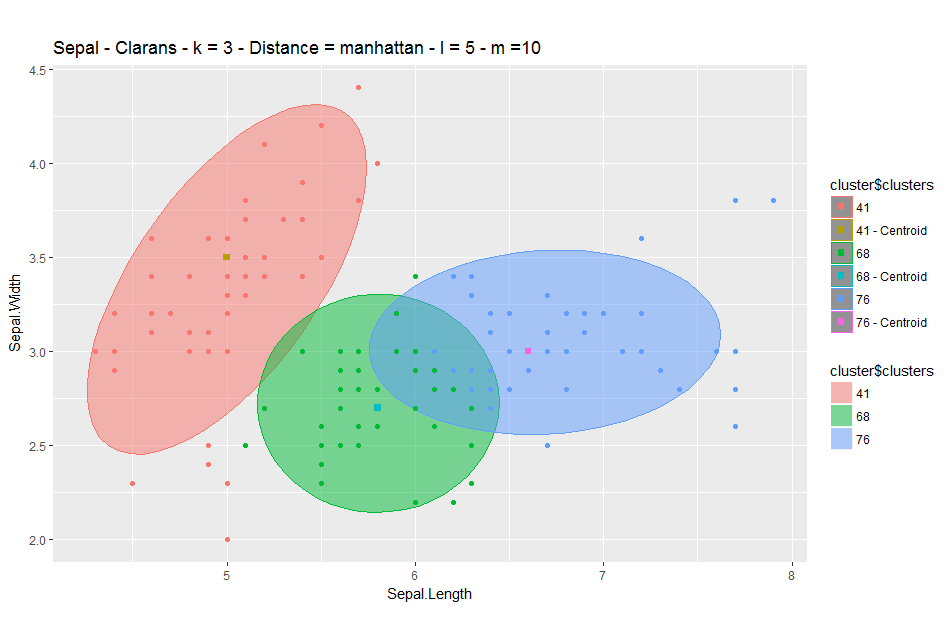 Sepal - Clarans - k = 3 - Distance = manhattan - l = 5 - m =10
4.5
4.0
3.5
3.0
2.5
2.0
Sepal.Width
5
6
7
8
Sepal.Length
cluster$clusters
41
41 - Centroid
68
68 - Centroid
76
76 - Centroid
cluster$clusters
41
68
76